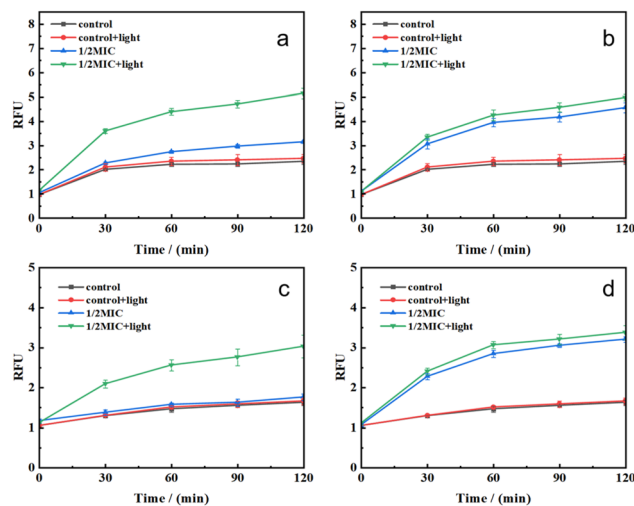 8
7
6
5
4
3
2
1
0
RFU
control
control+light
1/2MIC
1/2MIC+light
a
0 30 60 90 120
Time / (min)
8
7
6
5
4
3
2
1
0
RFU
control
control+light
1/2MIC
1/2MIC+light
b
0 30 60 90 120
Time / (min)
5
4
3
2
1
0
RFU
control
control+light
1/2MIC
1/2MIC+light
c
0 30 60 90 120
Time / (min)
5
4
3
2
1
0
RFU
control
control+light
1/2MIC
1/2MIC+light
d
0 30 60 90 120
Time / (min)